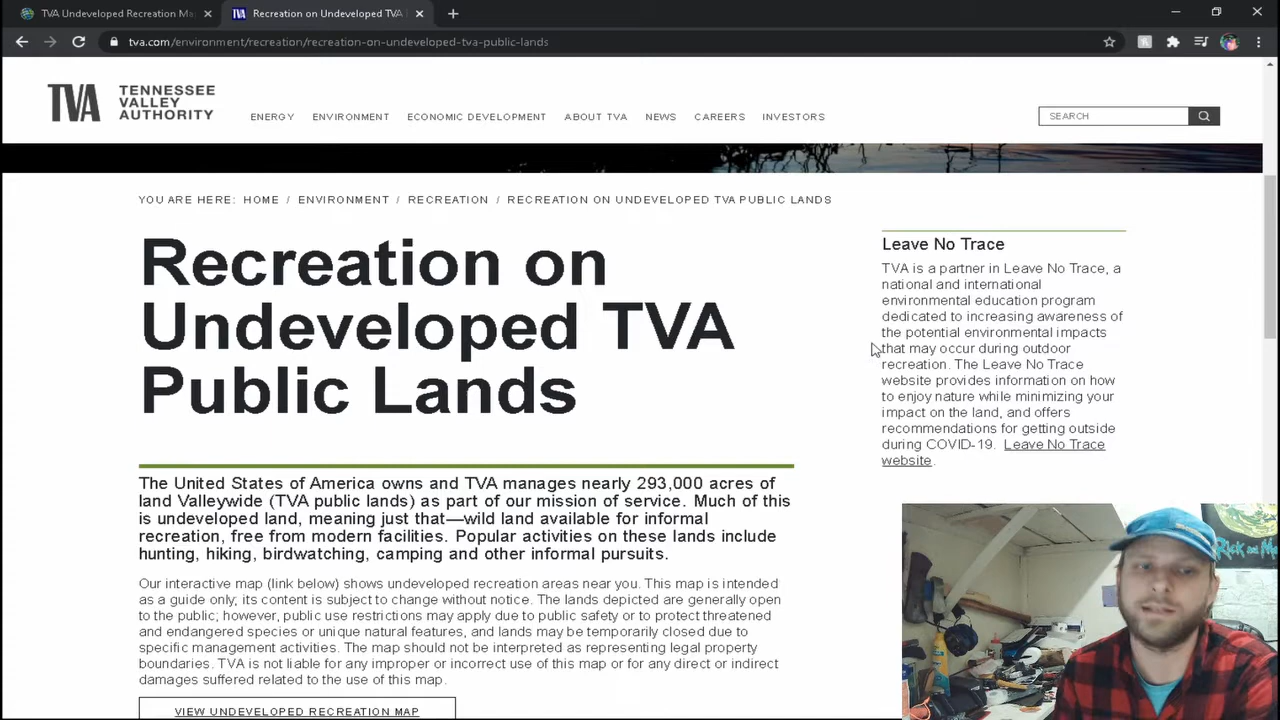 TVA Undeveloped Recreation Ma
Recreation on Undeveloped TVA
tva.com/environment/recreation/recreation-on-undeveloped-tva-public-lands
TVA
TENNESSEE
VALLEY
AUTHORITY
ENERGY ENVIRONMENT ECONOMIC DEVELOPMENT ABOUT TVA NEWS CAREERS INVESTORS
SEARCH
YOU ARE HERE: HOME / ENVIRONMENT / RECREATION / RECREATION ON UNDEVELOPED TVA PUBLIC LANDS
Recreation on
Undeveloped TVA
Public Lands
The United States of America owns and TVA manages nearly 293,000 acres of
land Valleywide (TVA public lands) as part of our mission of service. Much of this
is undeveloped land, meaning just that—wild land available for informal
recreation, free from modern facilities. Popular activities on these lands include
hunting, hiking, birdwatching, camping and other informal pursuits.
Our interactive map (link below) shows undeveloped recreation areas near you. This map is intended
as a guide only; its content is subject to change without notice. The lands depicted are generally open
to the public; however, public use restrictions may apply due to public safety or to protect threatened
and endangered species or unique natural features, and lands may be temporarily closed due to
specific management activities. The map should not be interpreted as representing legal property
boundaries. TVA is not liable for any improper or incorrect use of this map or for any direct or indirect
damages suffered related to the use of this map.
VIEW UNDEVELOPED RECREATION MAP
Leave No Trace
TVA is a partner in Leave No Trace, a
national and international
environmental education program
dedicated to increasing awareness of
the potential environmental impacts
that may occur during outdoor
recreation. The Leave No Trace
website provides information on how
to enjoy nature while minimizing your
impact on the land, and offers
recommendations for getting outside
during COVID-19. Leave No Trace
website.
Rick and Mo